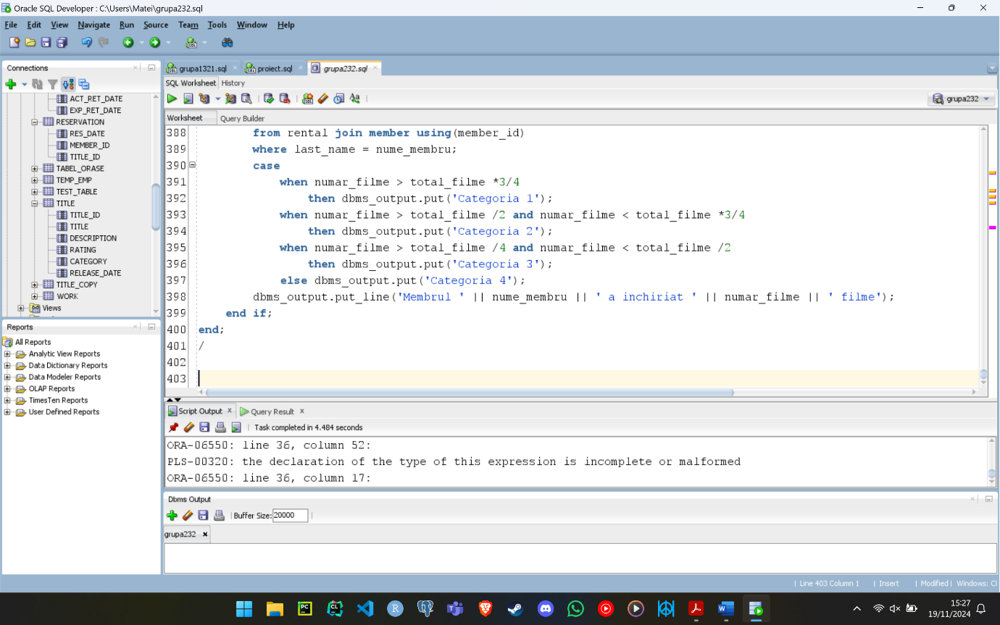 Oracle SQL Developer : C:\Users\Matei\grupa232.sql
File Edit View Navigate Run Source Team Tools Window Help
Connections
ACT_RET_DATE
EXP_RET_DATE
RESERVATION
RES_DATE
MEMBER_ID
TITLE_ID
TABEL_ORASE
TEMP_EMP
TEST_TABLE
TITLE
TITLE_ID
TITLE
DESCRIPTION
RATING
CATEGORY
RELEASE_DATE
TITLE_COPY
WORK
Views
Reports
All Reports
Analytic View Reports
Data Dictionary Reports
Data Modeler Reports
OLAP Reports
TimesTen Reports
User Defined Reports
grupa1321.sql proiect.sql grupa232.sql
SQL Worksheet History
grupa232
Worksheet Query Builder
388 from rental join member using(member_id)
389 where last_name = nume_membru;
390 case
391 when numar_filme > total_filme *3/4
392 then dbms_output.put('Categoria 1');
393 when numar_filme > total_filme /2 and numar_filme < total_filme *3/4
394 then dbms_output.put('Categoria 2');
395 when numar_filme > total_filme /4 and numar_filme < total_filme /2
396 then dbms_output.put('Categoria 3');
397 else dbms_output.put('Categoria 4');
398 dbms_output.put_line('Membrul ' || nume_membru || ' a inchiriat ' || numar_filme || ' filme');
399 end if;
400 end;
401 /
402
403
Script Output Query Result
Task completed in 4.484 seconds
ORA-06550: line 36, column 52:
PLS-00320: the declaration of the type of this expression is incomplete or malformed
ORA-06550: line 36, column 17:
Dbms Output
Buffer Size: 20000
grupa232
Line 403 Column 1 | Insert | Modified | Windows: Cl
15:27
19/11/2024